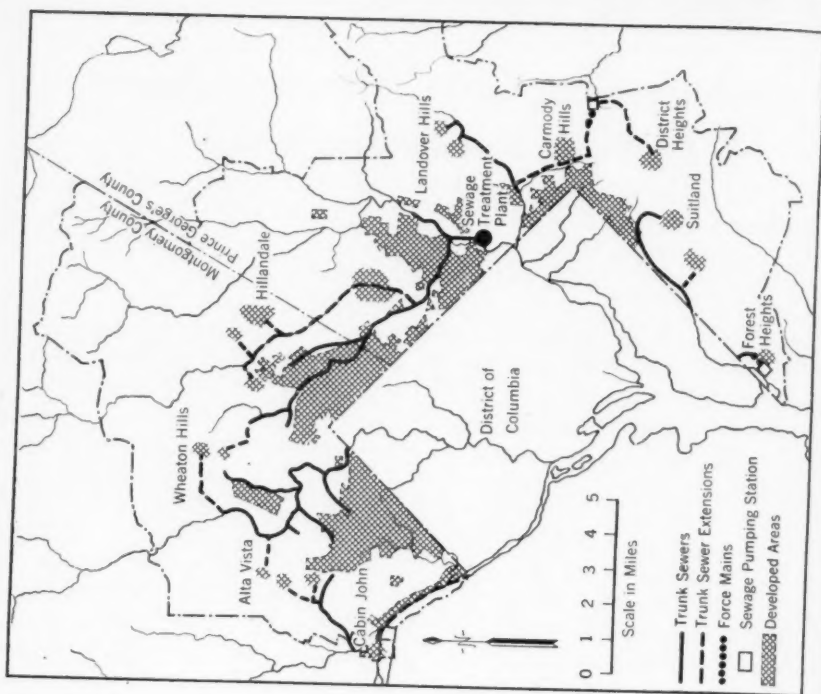 Montgomery County
Prince George's County
Hillandale
Wheaton Hills
Alta Vista
Cabin John
Landover Hills
Sewage
Treatment
Plant
Carmody
Hills
District Heights
Suitland
Forest
Heights
District of
Columbia
Scale in Miles
0 1 2 3 4 5
Trunk Sewers
Trunk Sewer Extensions
Force Mains
Sewage Pumping Station
Developed Areas